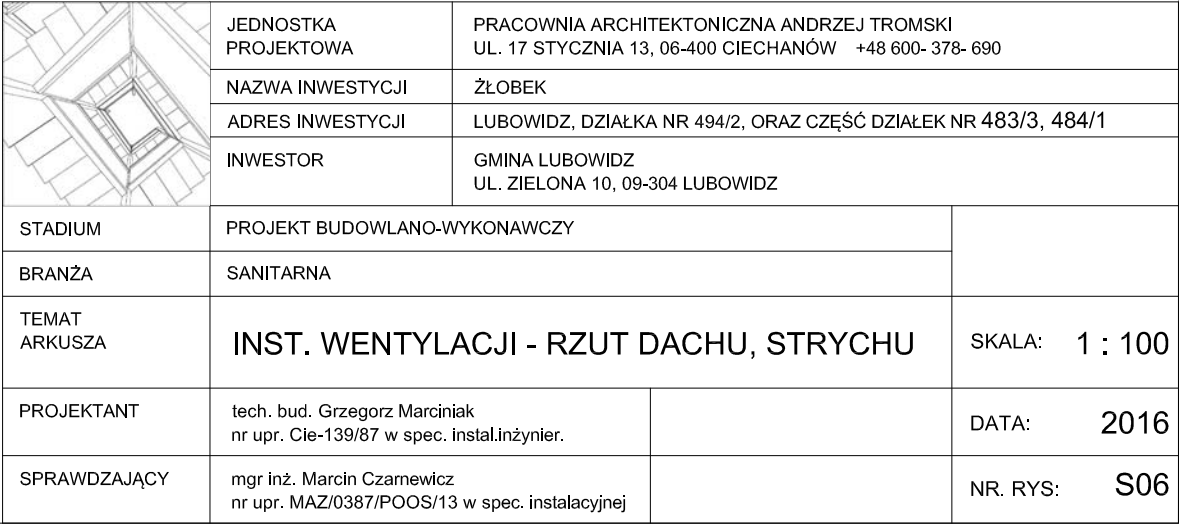 JEDNOSTKA
PROJEKTOWA
PRACOWNIA ARCHITEKTONICZNA ANDRZEJ TROMSKI
UL. 17 STYCZNIA 13, 06-400 CIECHANÓW +48 600- 378- 690
NAZWA INWESTYCJI
ŻŁOBEK
ADRES INWESTYCJI
LUBOWIDZ, DZIAŁKA NR 494/2, ORAZ CZĘŚĆ DZIAŁEK NR 483/3, 484/1
INWESTOR
GMINA LUBOWIDZ
UL. ZIELONA 10, 09-304 LUBOWIDZ
STADIUM
PROJEKT BUDOWLANO-WYKONAWCZY
BRANŻA
SANITARNA
TEMAT
ARKUSZA
INST. WENTYLACJI - RZUT DACHU, STRYCHU
SKALA: 1 : 100
PROJEKTANT
tech. bud. Grzegorz Marciniak
nr upr. Cie-139/87 w spec. instal.inżynier.
DATA: 2016
SPRAWDZAJĄCY
mgr inż. Marcin Czarnewicz
nr upr. MAZ/0387/POOS/13 w spec. instalacyjnej
NR. RYS: S06